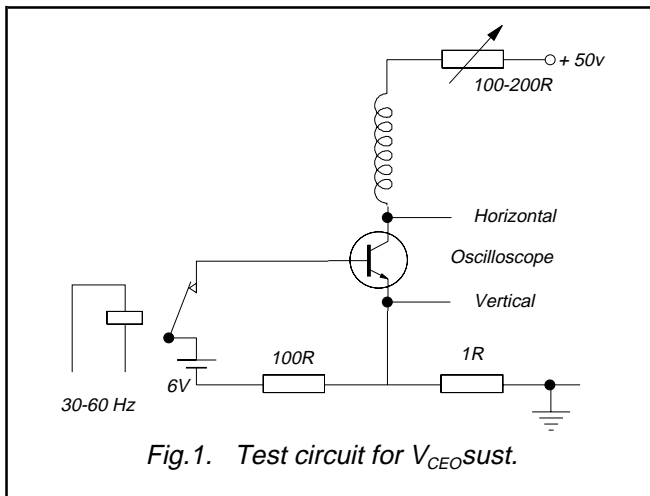 + 50v
100-200R
Horizontal
Oscilloscope
Vertical
100R
1R
6V
30-60 Hz
Fig.1. Test circuit for VCEOsust.